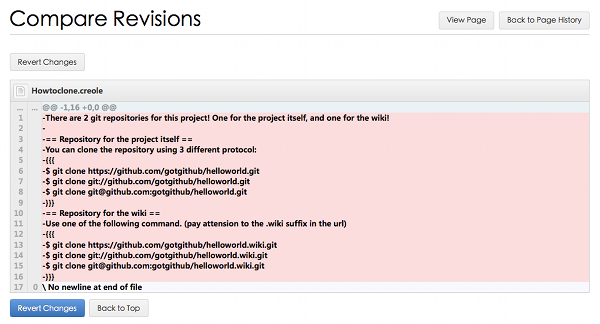 Compare Revisions
View Page
Back to Page History
Revert Changes
Howtoclone.creole
... ... @@ -1,16 +0,0 @@
1 -There are 2 git repositories for this project! One for the project itself, and one for the wiki!
2 -
3 -== Repository for the project itself ==
4 -You can clone the repository using 3 different protocol:
5 -{{{
6 -$ git clone https://github.com/gotgithub/helloworld.git
7 -$ git clone git://github.com/gotgithub/helloworld.git
8 -$ git clone git@github.com:gotgithub/helloworld.git
9 -}}}
10 -== Repository for the wiki ==
11 -Use one of the following command. (pay attension to the .wiki suffix in the url)
12 -{{{
13 -$ git clone https://github.com/gotgithub/helloworld.wiki.git
14 -$ git clone git://github.com/gotgithub/helloworld.wiki.git
15 -$ git clone git@github.com:gotgithub/helloworld.wiki.git
16 -}}}
17 0 \ No newline at end of file
Revert Changes
Back to Top